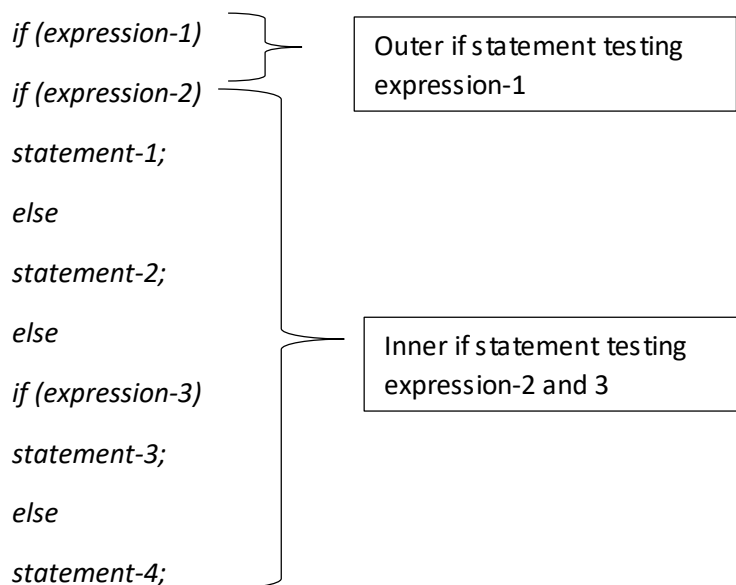 if (expression-1)
Outer if statement testing
expression-1
if (expression-2)
statement-1;
else
statement-2;
else
Inner if statement testing
expression-2 and 3
if (expression-3)
statement-3;
else
statement-4;